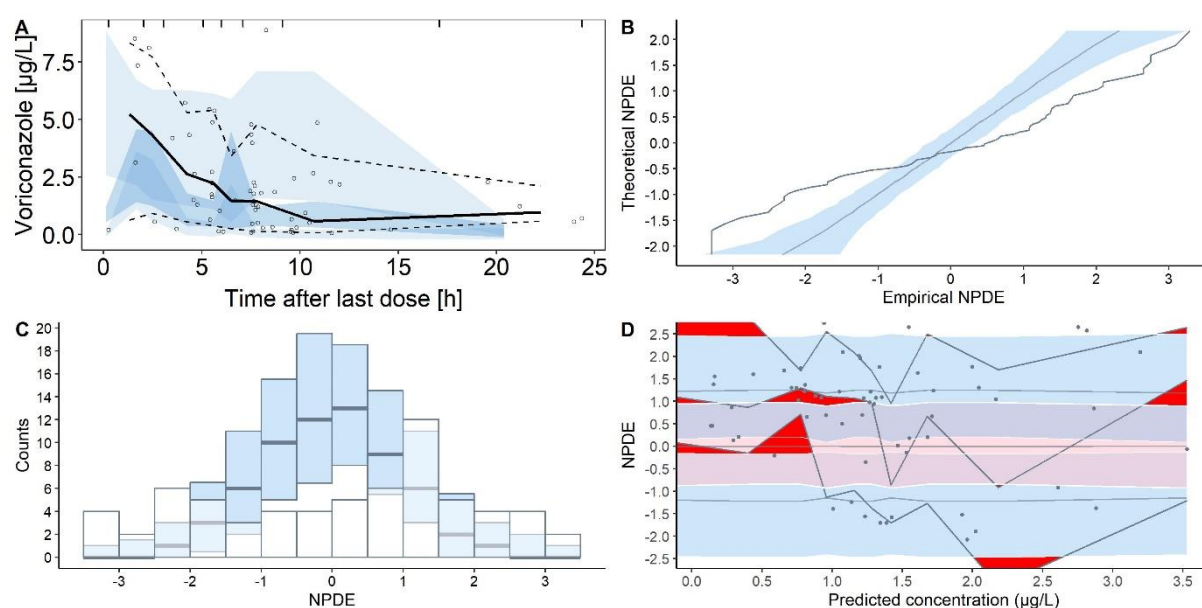 A
Voriconazole [µg/L]
7.5
5.0
2.5
0.0
0 5 10 15 20 25
Time after last dose [h]
B
Theoretical NPDE
2.0
1.5
1.0
0.5
0.0
-0.5
-1.0
-1.5
-2.0
-3 -2 -1 0 1 2 3
Empirical NPDE
C
Counts
20
18
16
14
12
10
8
6
4
2
0
-3 -2 -1 0 1 2 3
NPDE
D
NPDE
2.5
2.0
1.5
1.0
0.5
0.0
-0.5
-1.0
-1.5
-2.0
-2.5
0.0 0.5 1.0 1.5 2.0 2.5 3.0 3.5
Predicted concentration (µg/L)